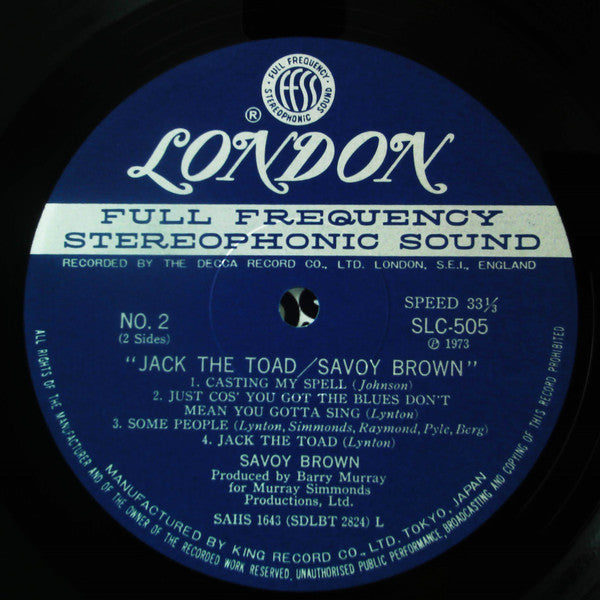 FULL FREQUENCY
ffss
STEREOPHONIC SOUND
®
LONDON
FULL FREQUENCY
STEREOPHONIC SOUND
RECORDED BY THE DECCA RECORD CO., LTD. LONDON, S.E.I., ENGLAND
NO. 2
(2 Sides)
SPEED 33⅓
SLC-505
℗ 1973
"JACK THE TOAD/SAVOY BROWN"
1. CASTING MY SPELL (Johnson)
2. JUST COS' YOU GOT THE BLUES DON'T
MEAN YOU GOTTA SING (Lynton)
3. SOME PEOPLE (Lynton, Simmonds, Raymond, Pyle, Berg)
4. JACK THE TOAD (Lynton)
SAVOY BROWN
Produced by Barry Murray
for Murray Simmonds
Productions, Ltd.
SAHS 1643 (SDLBT 2824) L
MANUFACTURED BY KING RECORD CO., LTD. TOKYO, JAPAN
ALL RIGHTS OF THE MANUFACTURER AND OF THE OWNER OF THE RECORDED WORK RESERVED. UNAUTHORISED PUBLIC PERFORMANCE, BROADCASTING AND COPYING OF THIS RECORD PROHIBITED